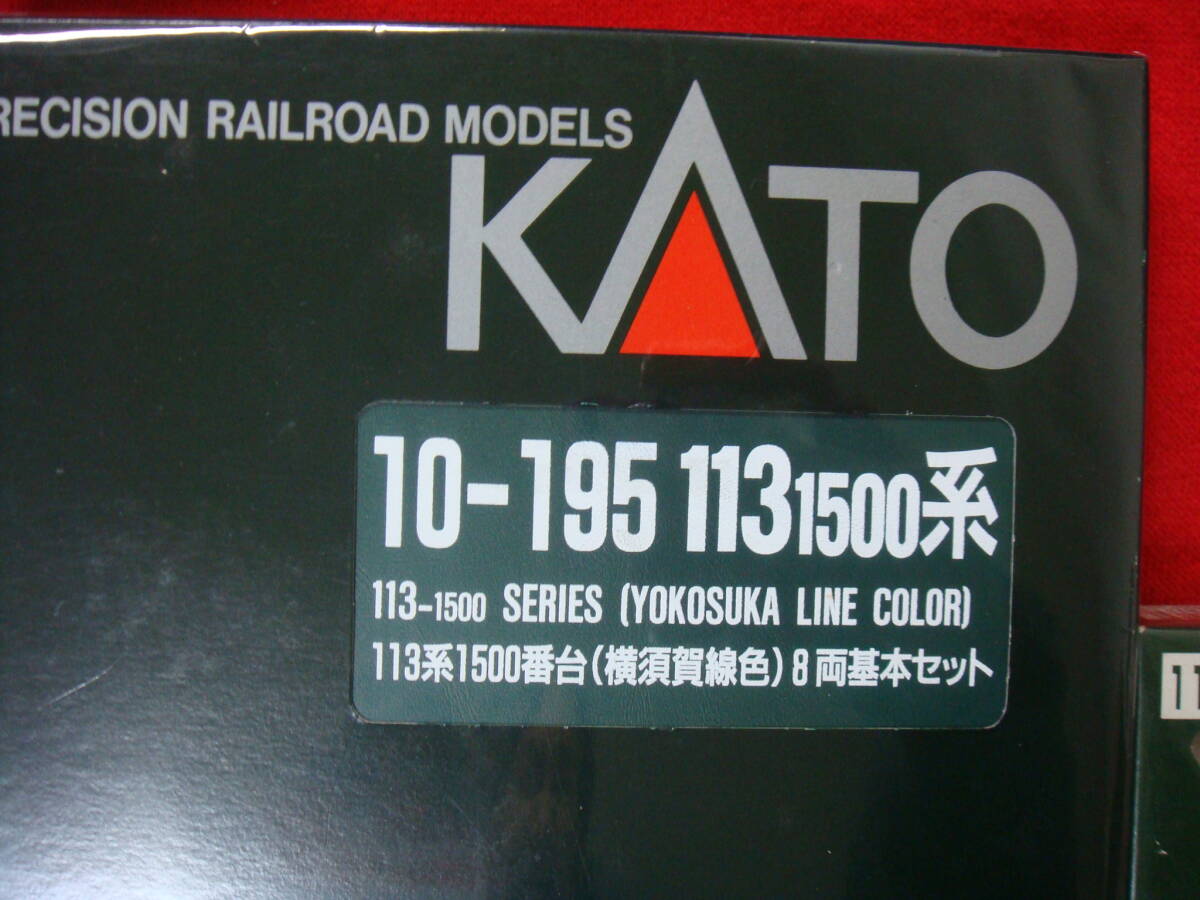 RECISION RAILROAD MODELS
KATO
10-195 113 1500系
113-1500 SERIES (YOKOSUKA LINE COLOR)
113系1500番台(横須賀線色)8両基本セット
11